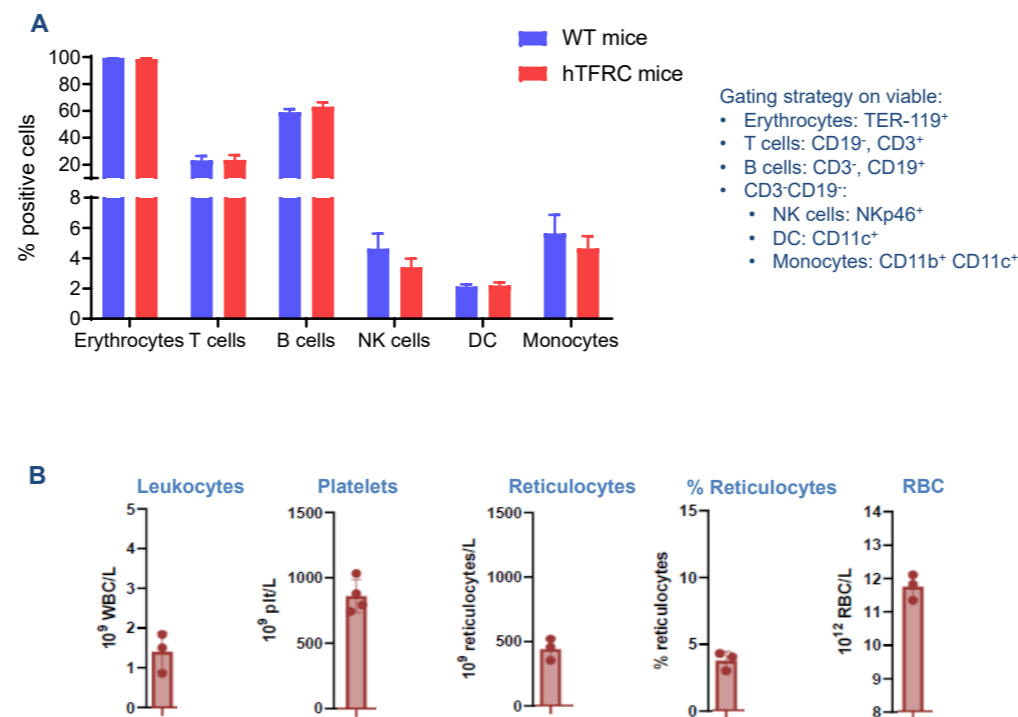 A
WT mice
hTFRC mice
% positive cells
100
80
60
40
20
8
6
4
2
0
Erythrocytes T cells B cells NK cells DC Monocytes
Gating strategy on viable:
• Erythrocytes: TER-119⁺
• T cells: CD19⁻, CD3⁺
• B cells: CD3⁻, CD19⁺
• CD3⁻CD19⁻:
• NK cells: NKp46⁺
• DC: CD11c⁺
• Monocytes: CD11b⁺ CD11c⁺
B
Leukocytes
10⁹ WBC/L
5
4
3
2
1
0
Platelets
10⁹ plt/L
1500
1000
500
0
Reticulocytes
10⁹ reticulocytes/L
1500
1000
500
0
% Reticulocytes
% reticulocytes
15
10
5
0
RBC
10¹² RBC/L
14
13
12
11
10
9
8